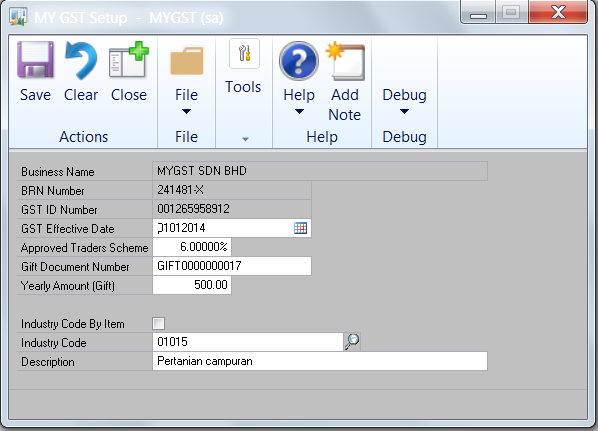 MY GST Setup - MYGST (sa)
Save Clear Close File Tools Help Add Note Debug
Actions File Help Debug
Business Name MYGST SDN BHD
BRN Number 241481-X
GST ID Number 001265958912
GST Effective Date 01012014
Approved Traders Scheme 6.00000%
Gift Document Number GIFT0000000017
Yearly Amount (Gift) 500.00
Industry Code By Item
Industry Code 01015
Description Pertanian campuran